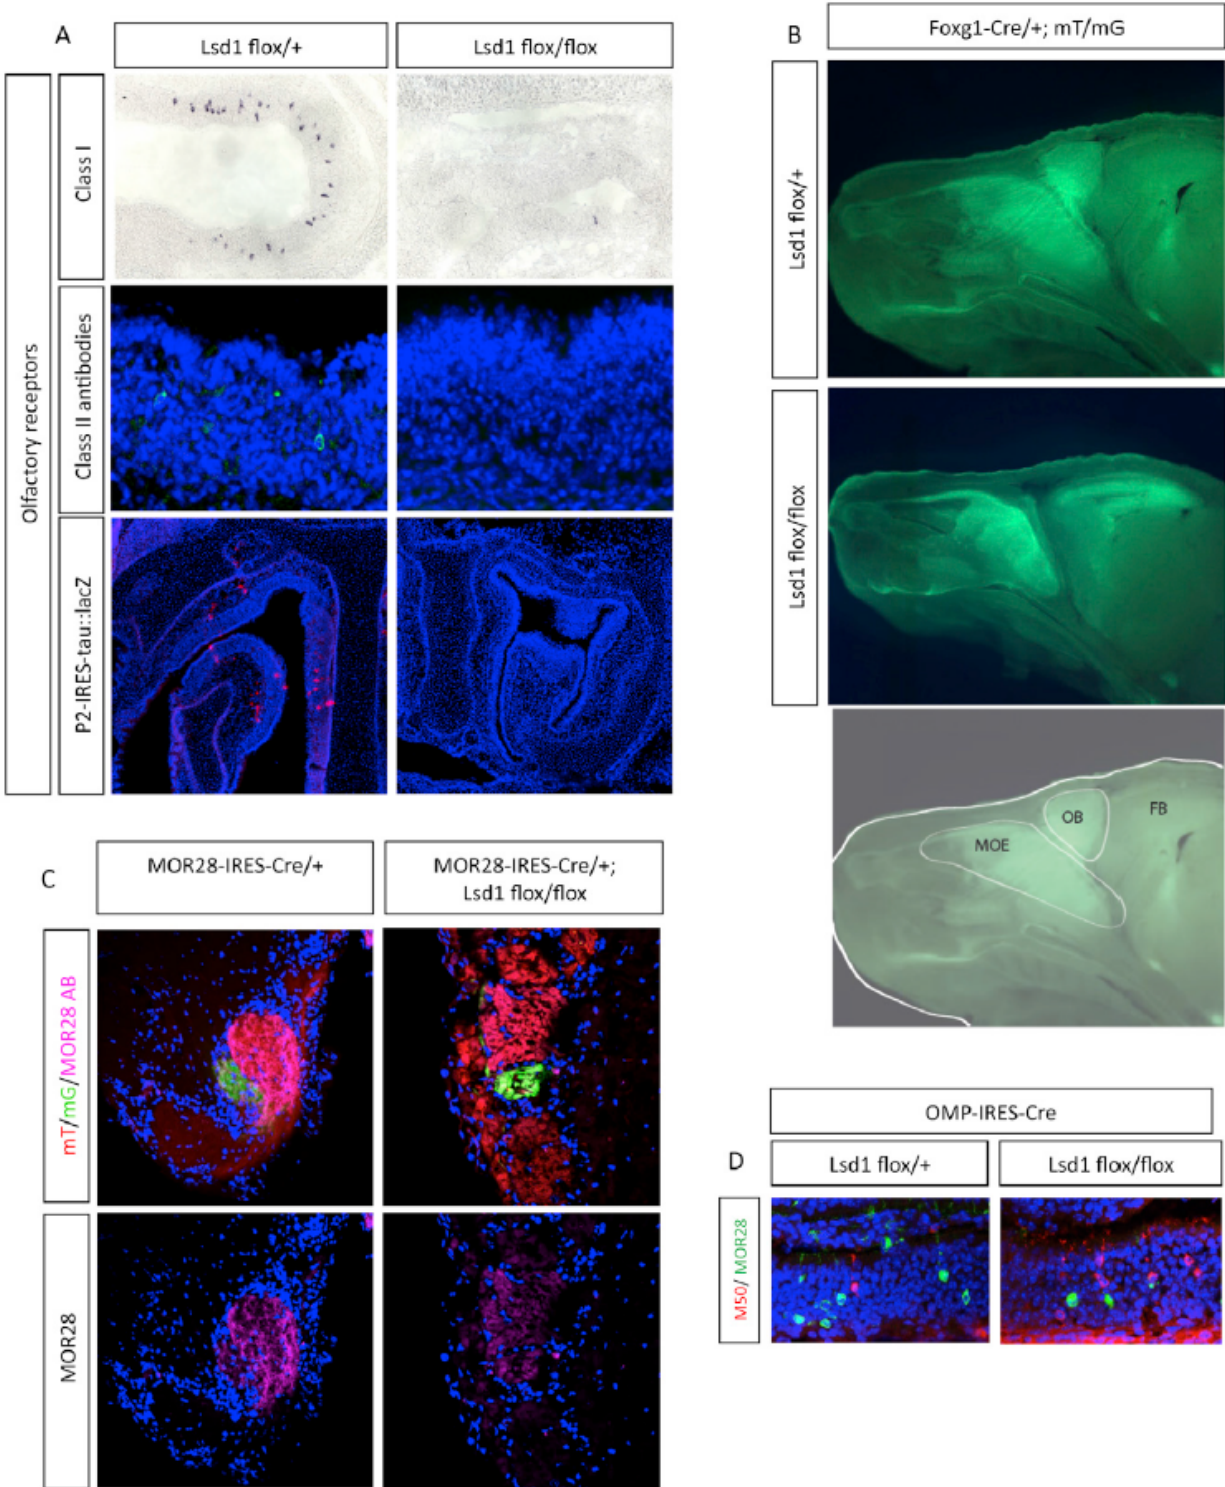 A
Lsd1 flox/+
Lsd1 flox/flox
Olfactory receptors
Class I
Class II antibodies
P2-IRES-tau::lacZ
B
Foxg1-Cre/+; mT/mG
Lsd1 flox/+
Lsd1 flox/flox
MOE
OB
FB
C
MOR28-IRES-Cre/+
MOR28-IRES-Cre/+;
Lsd1 flox/flox
mT/mG/MOR28 AB
MOR28
OMP-IRES-Cre
D
Lsd1 flox/+
Lsd1 flox/flox
M50/ MOR28